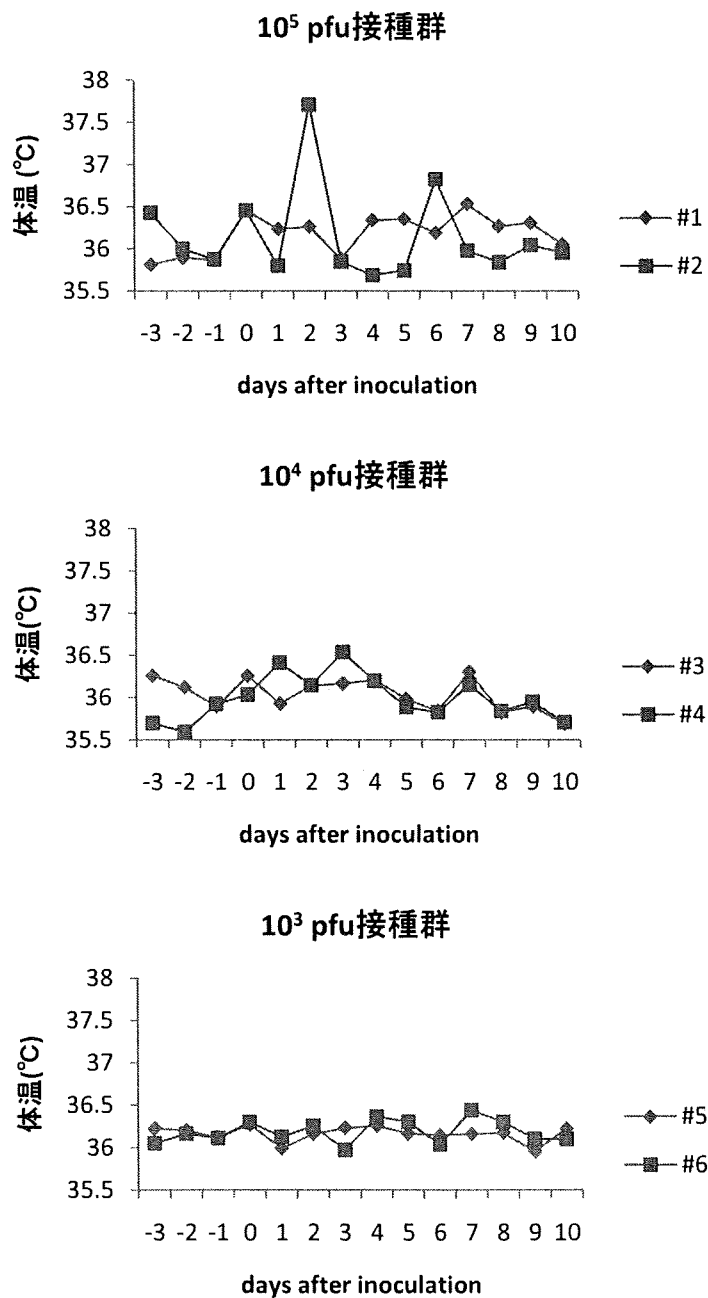 10⁵ pfu接種群
38
37.5
37
36.5
36
35.5
体温 (℃)
-3 -2 -1 0 1 2 3 4 5 6 7 8 9 10
days after inoculation
#1
#2
10⁴ pfu接種群
38
37.5
37
36.5
36
35.5
体温 (℃)
-3 -2 -1 0 1 2 3 4 5 6 7 8 9 10
days after inoculation
#3
#4
10³ pfu接種群
38
37.5
37
36.5
36
35.5
体温(℃)
-3 -2 -1 0 1 2 3 4 5 6 7 8 9 10
days after inoculation
#5
#6